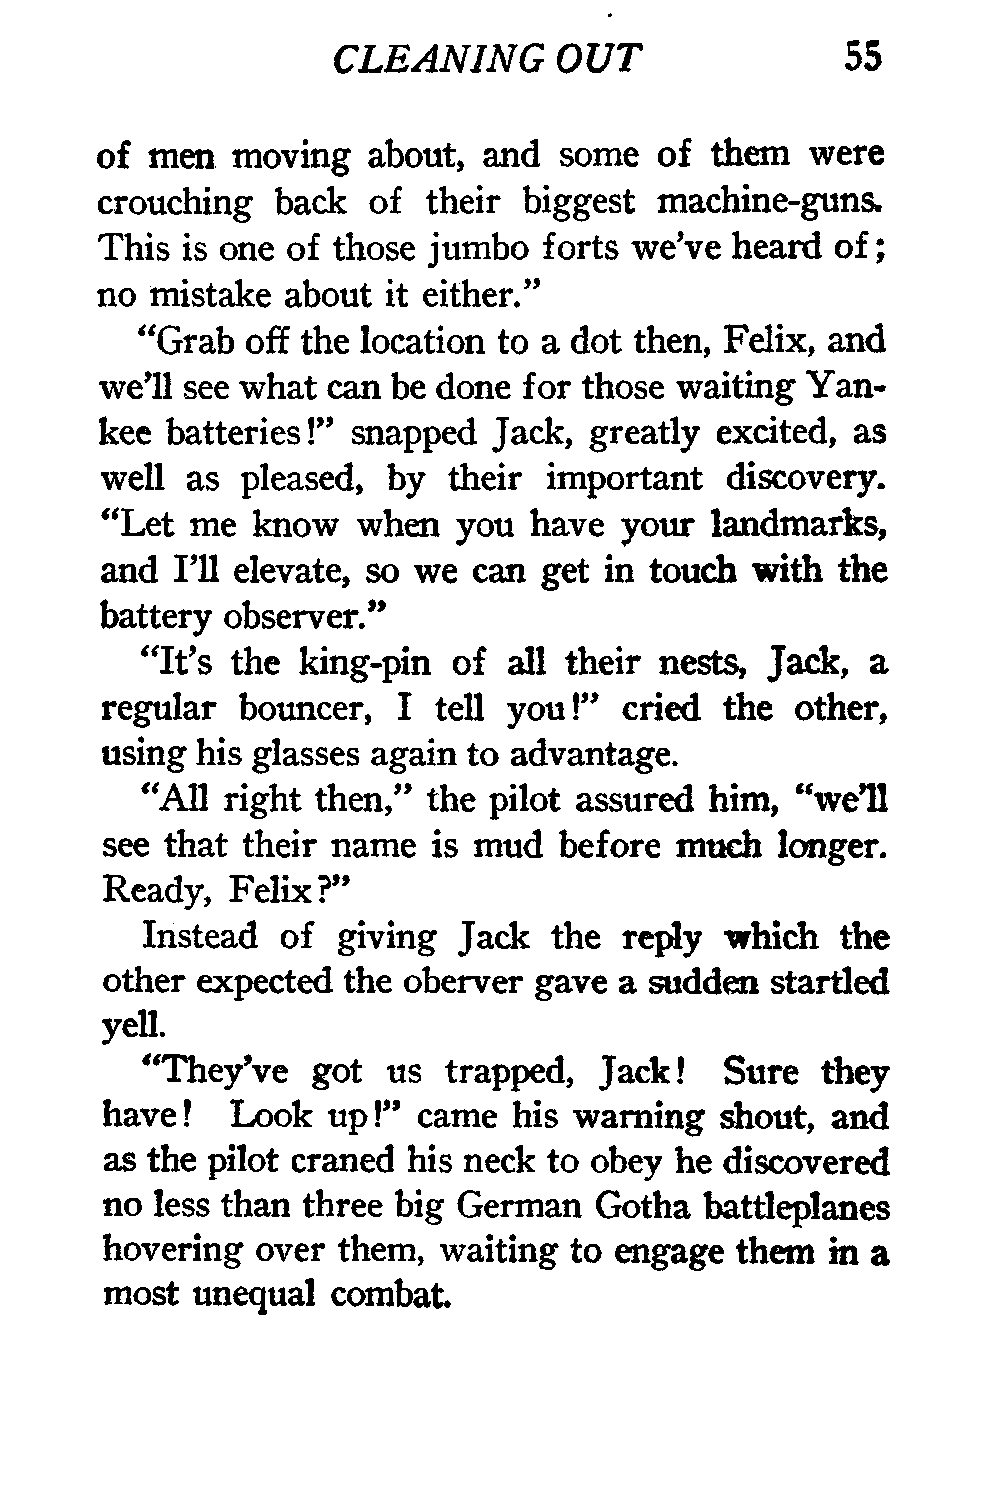 CLEANING OUT 55
of men moving about, and some of them were
crouching back of their biggest machine-guns.
This is one of those jumbo forts we've heard of;
no mistake about it either."
"Grab off the location to a dot then, Felix, and
we'll see what can be done for those waiting Yan-
kee batteries!" snapped Jack, greatly excited, as
well as pleased, by their important discovery.
"Let me know when you have your landmarks,
and I'll elevate, so we can get in touch with the
battery observer."
"It's the king-pin of all their nests, Jack, a
regular bouncer, I tell you!" cried the other,
using his glasses again to advantage.
"All right then," the pilot assured him, "we'll
see that their name is mud before much longer.
Ready, Felix?"
Instead of giving Jack the reply which the
other expected the oberver gave a sudden startled
yell.
"They've got us trapped, Jack! Sure they
have! Look up!" came his warning shout, and
as the pilot craned his neck to obey he discovered
no less than three big German Gotha battleplanes
hovering over them, waiting to engage them in a
most unequal combat.